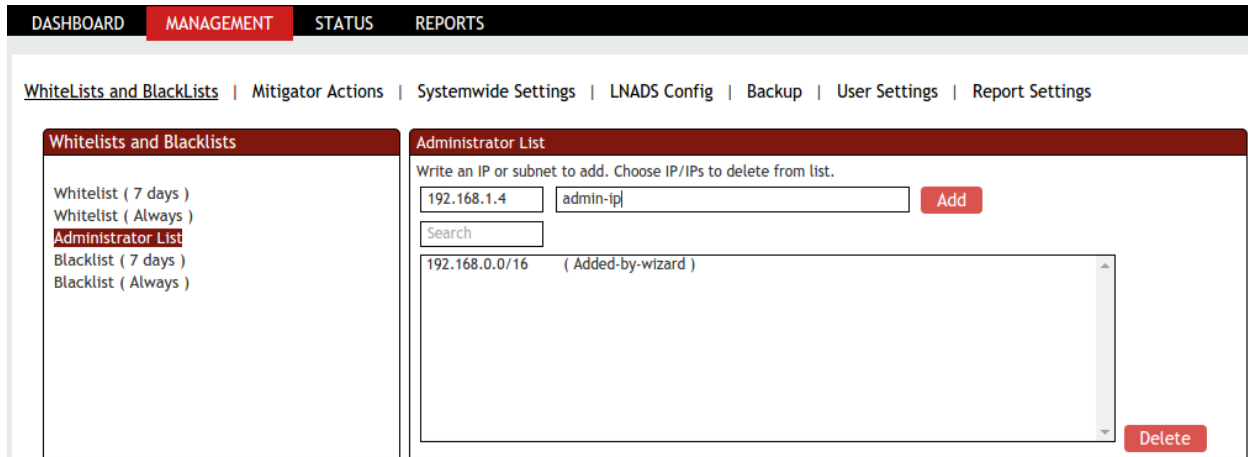 DASHBOARD MANAGEMENT STATUS REPORTS
WhiteLists and BlackLists | Mitigator Actions | Systemwide Settings | LNADS Config | Backup | User Settings | Report Settings
Whitelists and Blacklists
Whitelist ( 7 days )
Whitelist ( Always )
Administrator List
Blacklist ( 7 days )
Blacklist ( Always )
Administrator List
Write an IP or subnet to add. Choose IP/IPs to delete from list.
192.168.1.4 admin-ip Add
Search
192.168.0.0/16 ( Added-by-wizard )
Delete